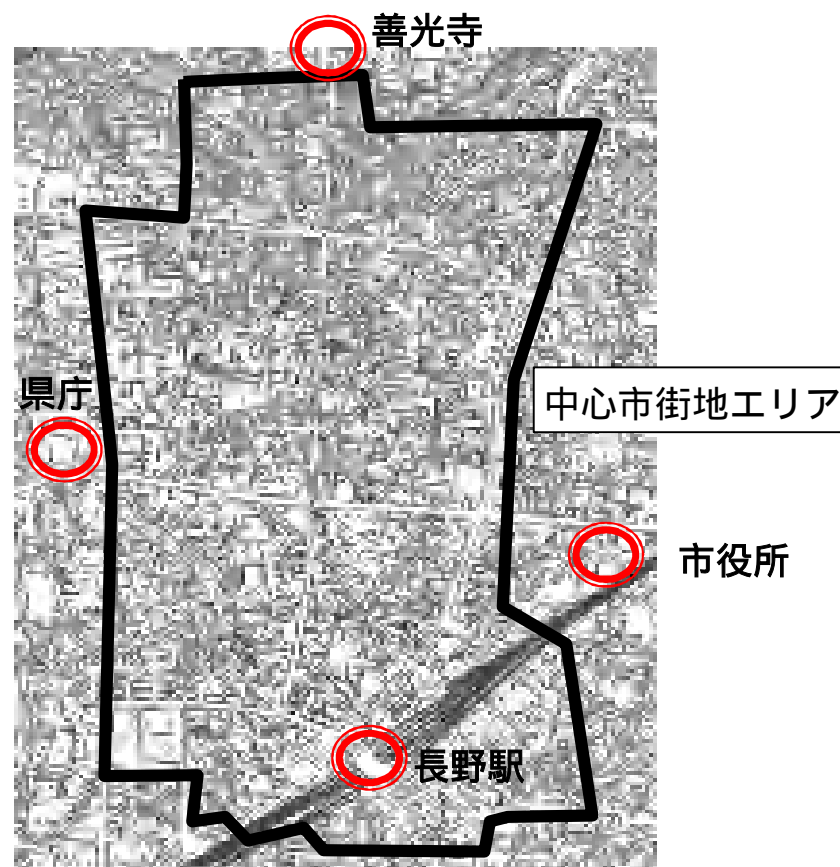 善光寺
県庁
中心市街地エリア
市役所
長野駅